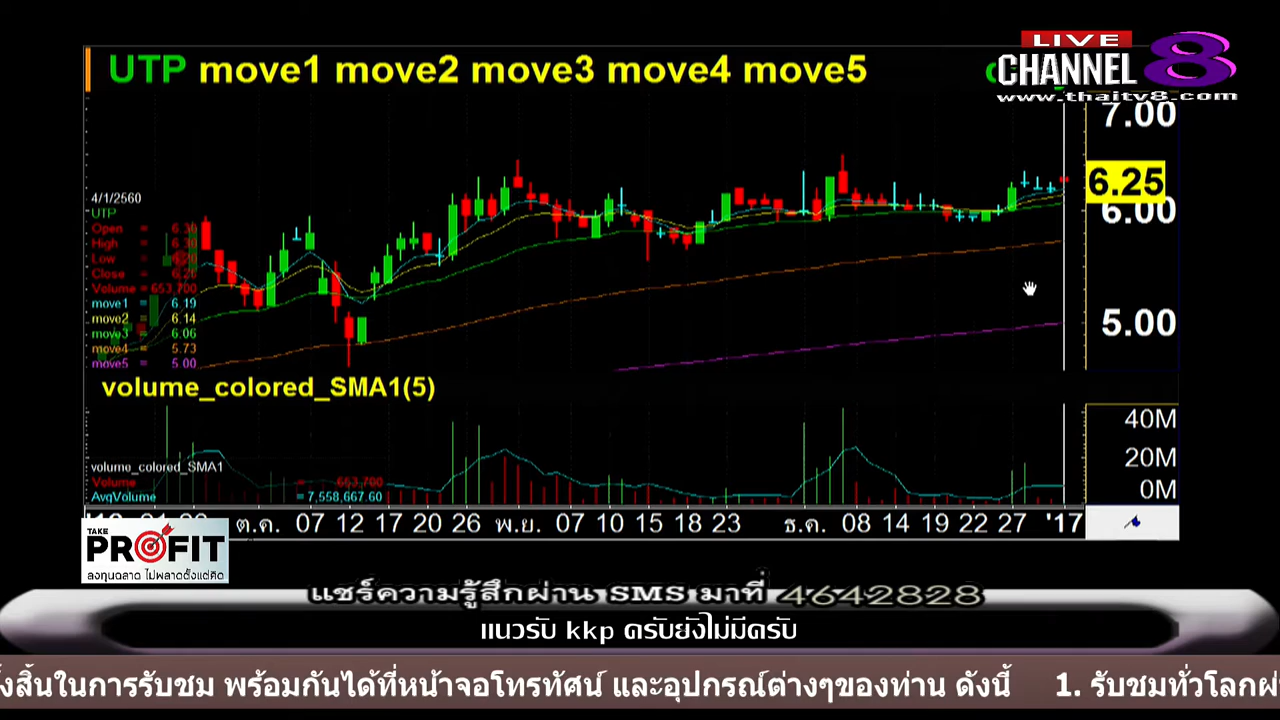 LIVE
CHANNEL 8
www.thaitv8.com
UTP move1 move2 move3 move4 move5
7.00
6.25
6.00
5.00
4/1/2560
UTP
Open =
High = 6.30
Low =
Close =
Volume = 653,700
move1 = 6.19
move2 = 6.14
move3 = 6.06
move4 = 5.73
move5 = 5.00
volume_colored_SMA1(5)
40M
20M
0M
volume_colored_SMA1
Volume = 653,700
AvgVolume = 7,558,667.60
ต.ค. 07 12 17 20 26 พ.ย. 07 10 15 18 23 ธ.ค. 08 14 19 22 27 '17
TAKE
PROFIT
ลงทุนฉลาด ไม่พลาดตั้งแต่คิด
แชร์ความรู้สึกผ่าน SMS มาที่ 4642828
แนวรับ kkp ครับยังไม่มีครับ
ั้งสิ้นในการรับชม พร้อมกันได้ที่หน้าจอโทรทัศน์ และอุปกรณ์ต่างๆของท่าน ดังนี้ 1. รับชมทั่วโลกผ่